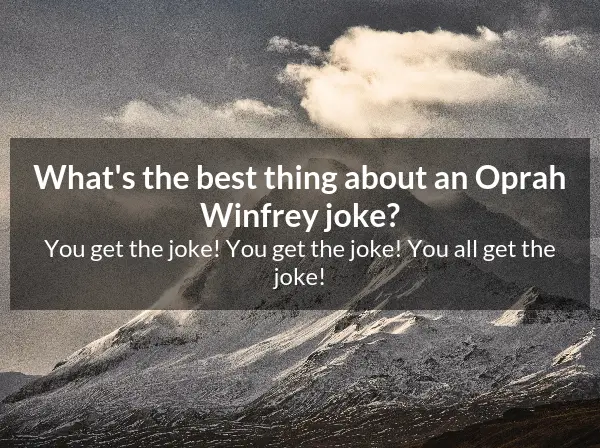 What's the best thing about an Oprah
Winfrey joke?
You get the joke! You get the joke! You all get the
joke!